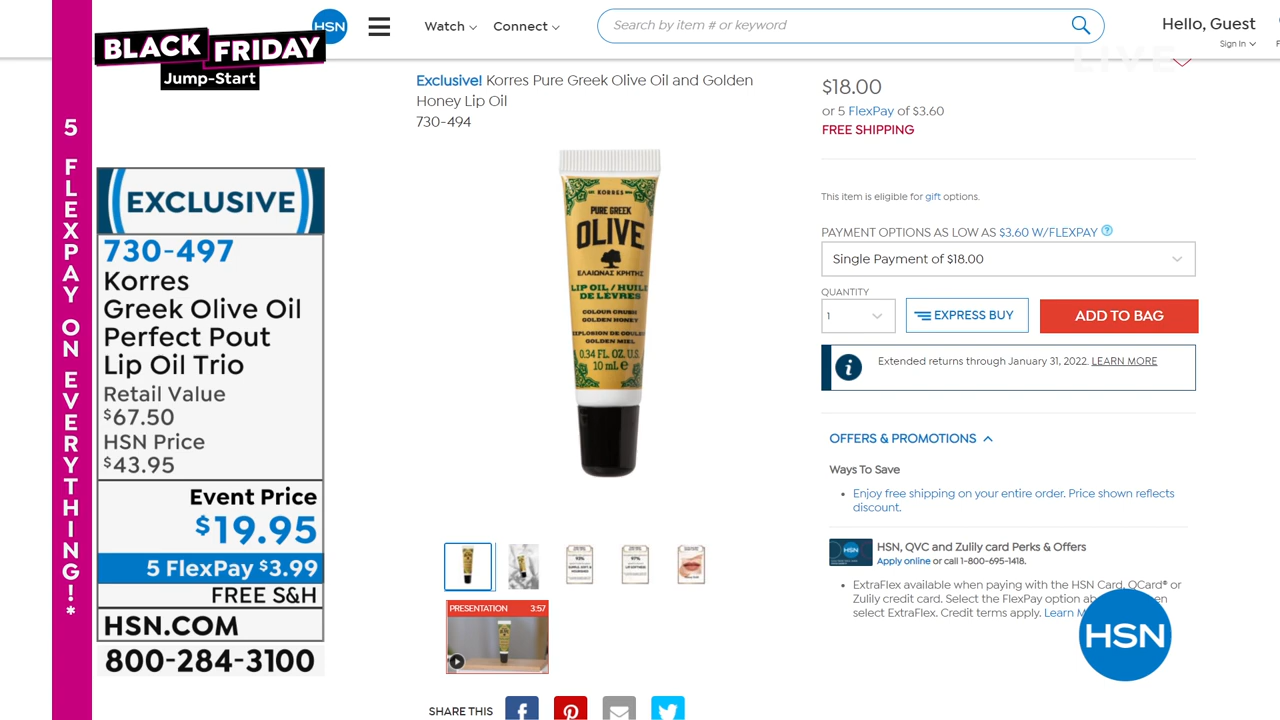 BLACK FRIDAY
Jump-Start
HSN
Watch
Connect
Search by item # or keyword
Hello, Guest
Sign In
LIVE
5 FLEXPAY ON EVERYTHING!*
EXCLUSIVE
730-497
Korres
Greek Olive Oil
Perfect Pout
Lip Oil Trio
Retail Value
$67.50
HSN Price
$43.95
Event Price
$19.95
5 FlexPay $3.99
FREE S&H
HSN.COM
800-284-3100
Exclusive! Korres Pure Greek Olive Oil and Golden
Honey Lip Oil
730-494
KORRES
PURE GREEK
OLIVE
ΕΛΑΙΩΝΑΣ ΚΡΗΤΗΣ
LIP OIL / HUILE
DE LÈVRES
COLOUR CRUSH
GOLDEN HONEY
EXPLOSION DE COULEUR
GOLDEN MIEL
0.34 FL. OZ. U.S.
10 mL e
PRESENTATION 3:57
SHARE THIS
$18.00
or 5 FlexPay of $3.60
FREE SHIPPING
This item is eligible for gift options.
PAYMENT OPTIONS AS LOW AS $3.60 W/FLEXPAY ?
Single Payment of $18.00
QUANTITY
1
EXPRESS BUY
ADD TO BAG
Extended returns through January 31, 2022. LEARN MORE
OFFERS & PROMOTIONS
Ways To Save
• Enjoy free shipping on your entire order. Price shown reflects
discount.
HSN
HSN, QVC and Zulily card Perks & Offers
Apply online or call 1-800-695-1418.
• ExtraFlex available when paying with the HSN Card, QCard® or
Zulily credit card. Select the FlexPay option
select ExtraFlex. Credit terms apply. Learn
HSN